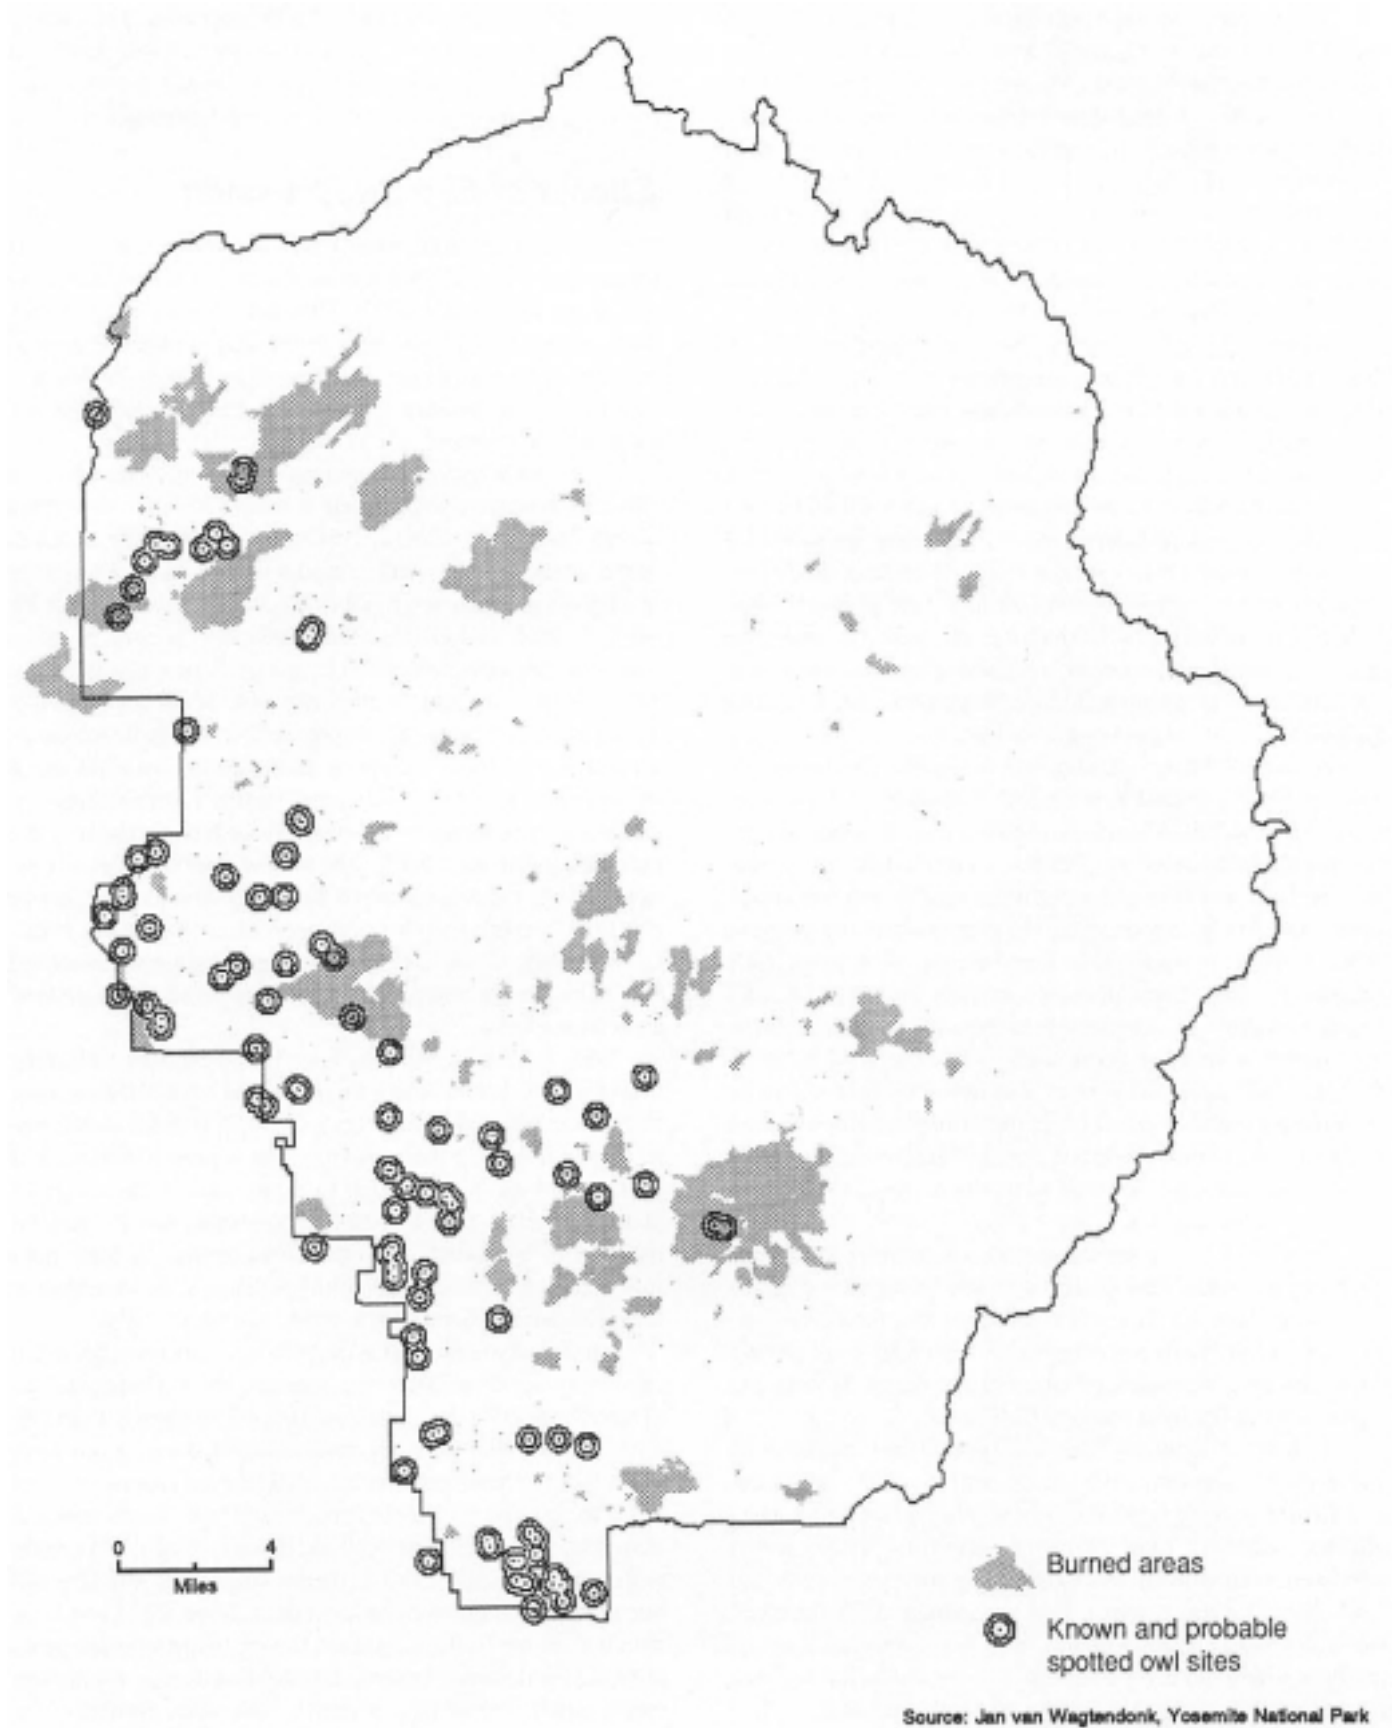 0 4
Miles
Burned areas
Known and probable
spotted owl sites
Source: Jan van Wagtendonk, Yosemite National Park